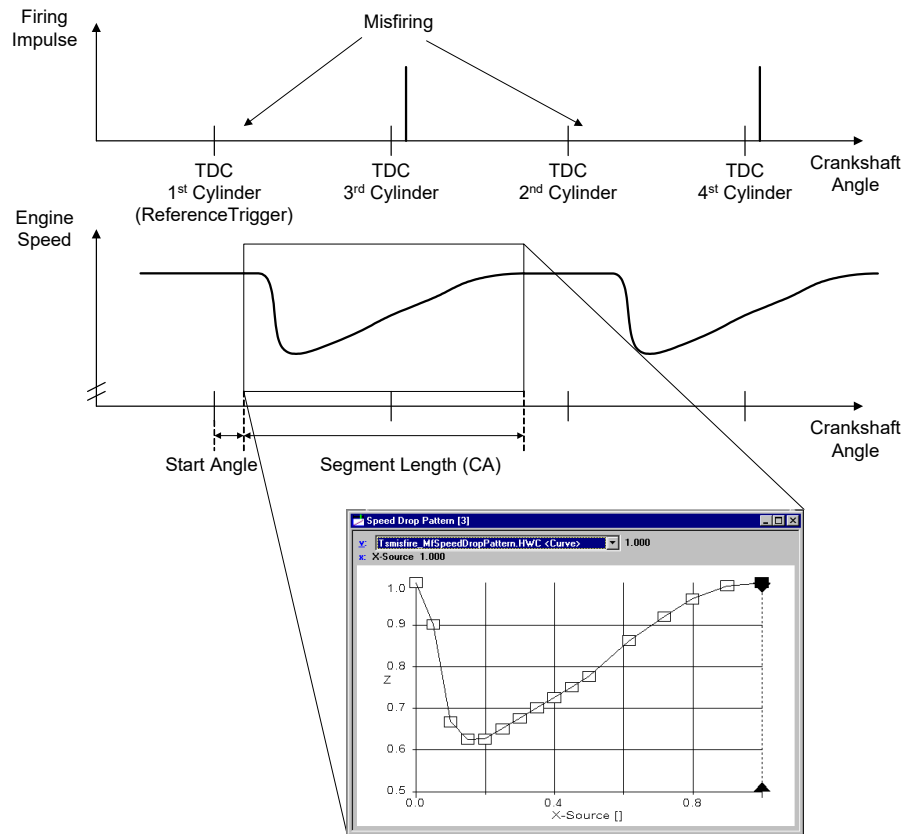 Firing
Impulse
Misfiring
TDC
1st Cylinder
(ReferenceTrigger)
TDC
3rd Cylinder
TDC
2nd Cylinder
TDC
4st Cylinder
Crankshaft
Angle
Engine
Speed
Crankshaft
Angle
Start Angle
Segment Length (CA)
Speed Drop Pattern [3]
y: Tsmisfire_MfSpeedDropPattern.HWC <Curve> 1.000
x: X-Source 1.000
1.0
0.9
0.8
Z
0.7
0.6
0.5
0.0 0.4 0.8
X-Source []